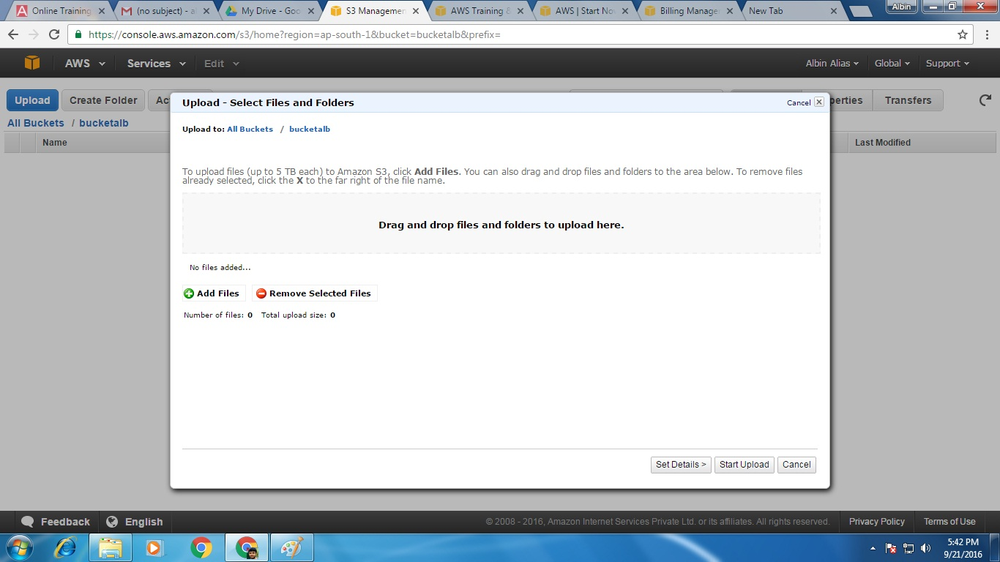 Online Training
(no subject) - al
My Drive - Goo
S3 Managemen
AWS Training &
AWS | Start No
Billing Manage
New Tab
Albin
https://console.aws.amazon.com/s3/home?region=ap-south-1&bucket=bucketalb&prefix=
AWS Services Edit Albin Alias Global Support
Upload Create Folder Ac perties Transfers
All Buckets / bucketalb
Name Last Modified
Upload - Select Files and Folders Cancel
Upload to: All Buckets / bucketalb
To upload files (up to 5 TB each) to Amazon S3, click Add Files. You can also drag and drop files and folders to the area below. To remove files
already selected, click the X to the far right of the file name.
Drag and drop files and folders to upload here.
No files added...
Add Files Remove Selected Files
Number of files: 0 Total upload size: 0
Set Details > Start Upload Cancel
Feedback English © 2008 - 2016, Amazon Internet Services Private Ltd. or its affiliates. All rights reserved. Privacy Policy Terms of Use
5:42 PM
9/21/2016